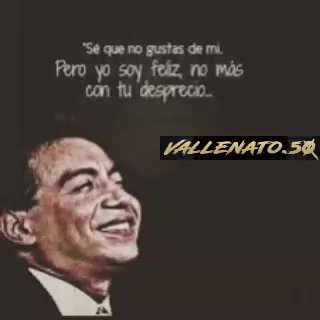 "Sé que no gustas de mi,
Pero yo soy feliz, no más
con tu desprecio...
VALLENATO.50